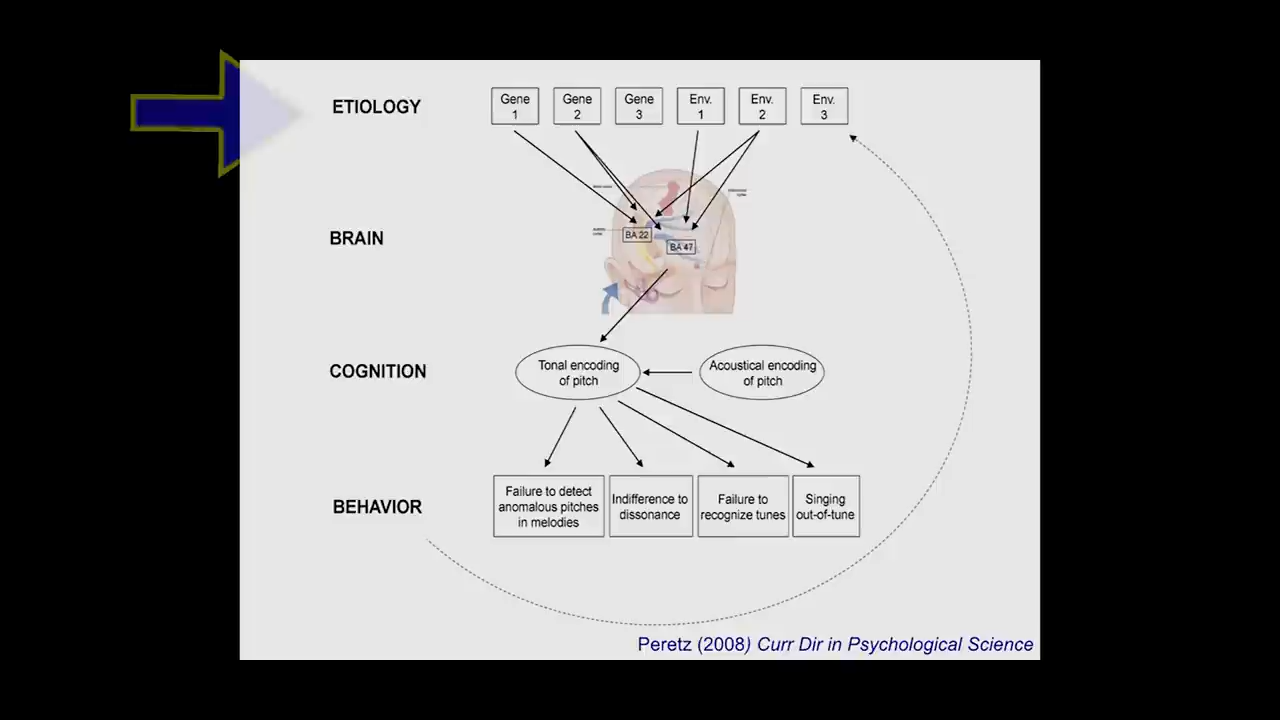 ETIOLOGY
Gene
1
Gene
2
Gene
3
Env.
1
Env.
2
Env.
3
BRAIN
BA 22
BA 47
COGNITION
Tonal encoding
of pitch
Acoustical encoding
of pitch
BEHAVIOR
Failure to detect
anomalous pitches
in melodies
Indifference to
dissonance
Failure to
recognize tunes
Singing
out-of-tune
Peretz (2008) Curr Dir in Psychological Science